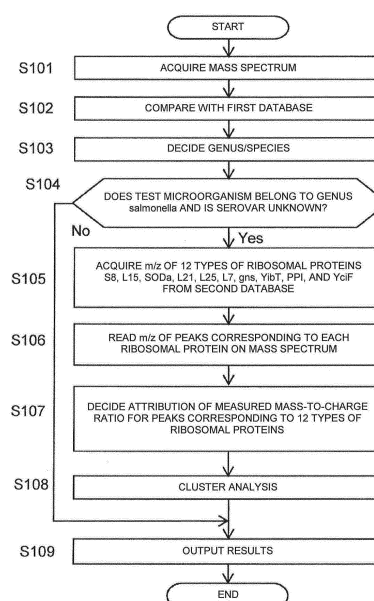 START
S101
ACQUIRE MASS SPECTRUM
S102
COMPARE WITH FIRST DATABASE
S103
DECIDE GENUS/SPECIES
S104
DOES TEST MICROORGANISM BELONG TO GENUS
salmonella AND IS SEROVAR UNKNOWN?
No
Yes
S105
ACQUIRE m/z OF 12 TYPES OF RIBOSOMAL PROTEINS
S8, L15, SODa, L21, L25, L7, gns, YibT, PPI, AND YciF
FROM SECOND DATABASE
S106
READ m/z OF PEAKS CORRESPONDING TO EACH
RIBOSOMAL PROTEIN ON MASS SPECTRUM
S107
DECIDE ATTRIBUTION OF MEASURED MASS-TO-CHARGE
RATIO FOR PEAKS CORRESPONDING TO 12 TYPES OF
RIBOSOMAL PROTEINS
S108
CLUSTER ANALYSIS
S109
OUTPUT RESULTS
END